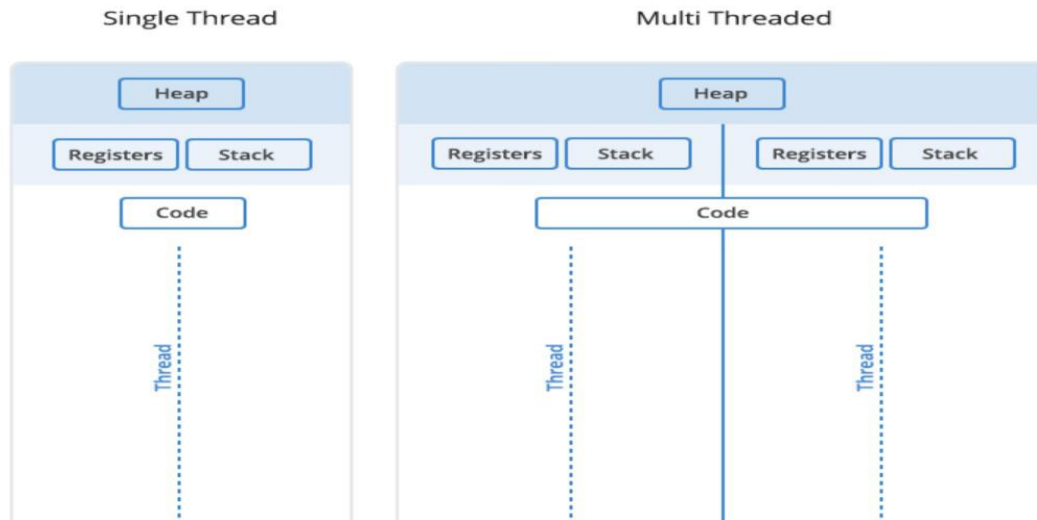 Single Thread
Multi Threaded
Heap
Heap
Registers Stack
Registers Stack
Registers Stack
Code
Code
Thread
Thread
Thread